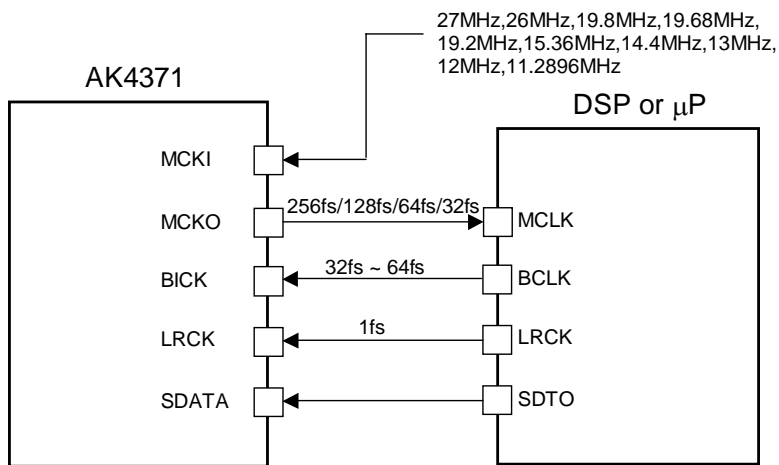 27MHz,26MHz,19.8MHz,19.68MHz,
19.2MHz,15.36MHz,14.4MHz,13MHz,
12MHz,11.2896MHz
AK4371
DSP or μP
MCKI
MCKO
256fs/128fs/64fs/32fs
MCLK
BICK
32fs ~ 64fs
BCLK
LRCK
1fs
LRCK
SDATA
SDTO